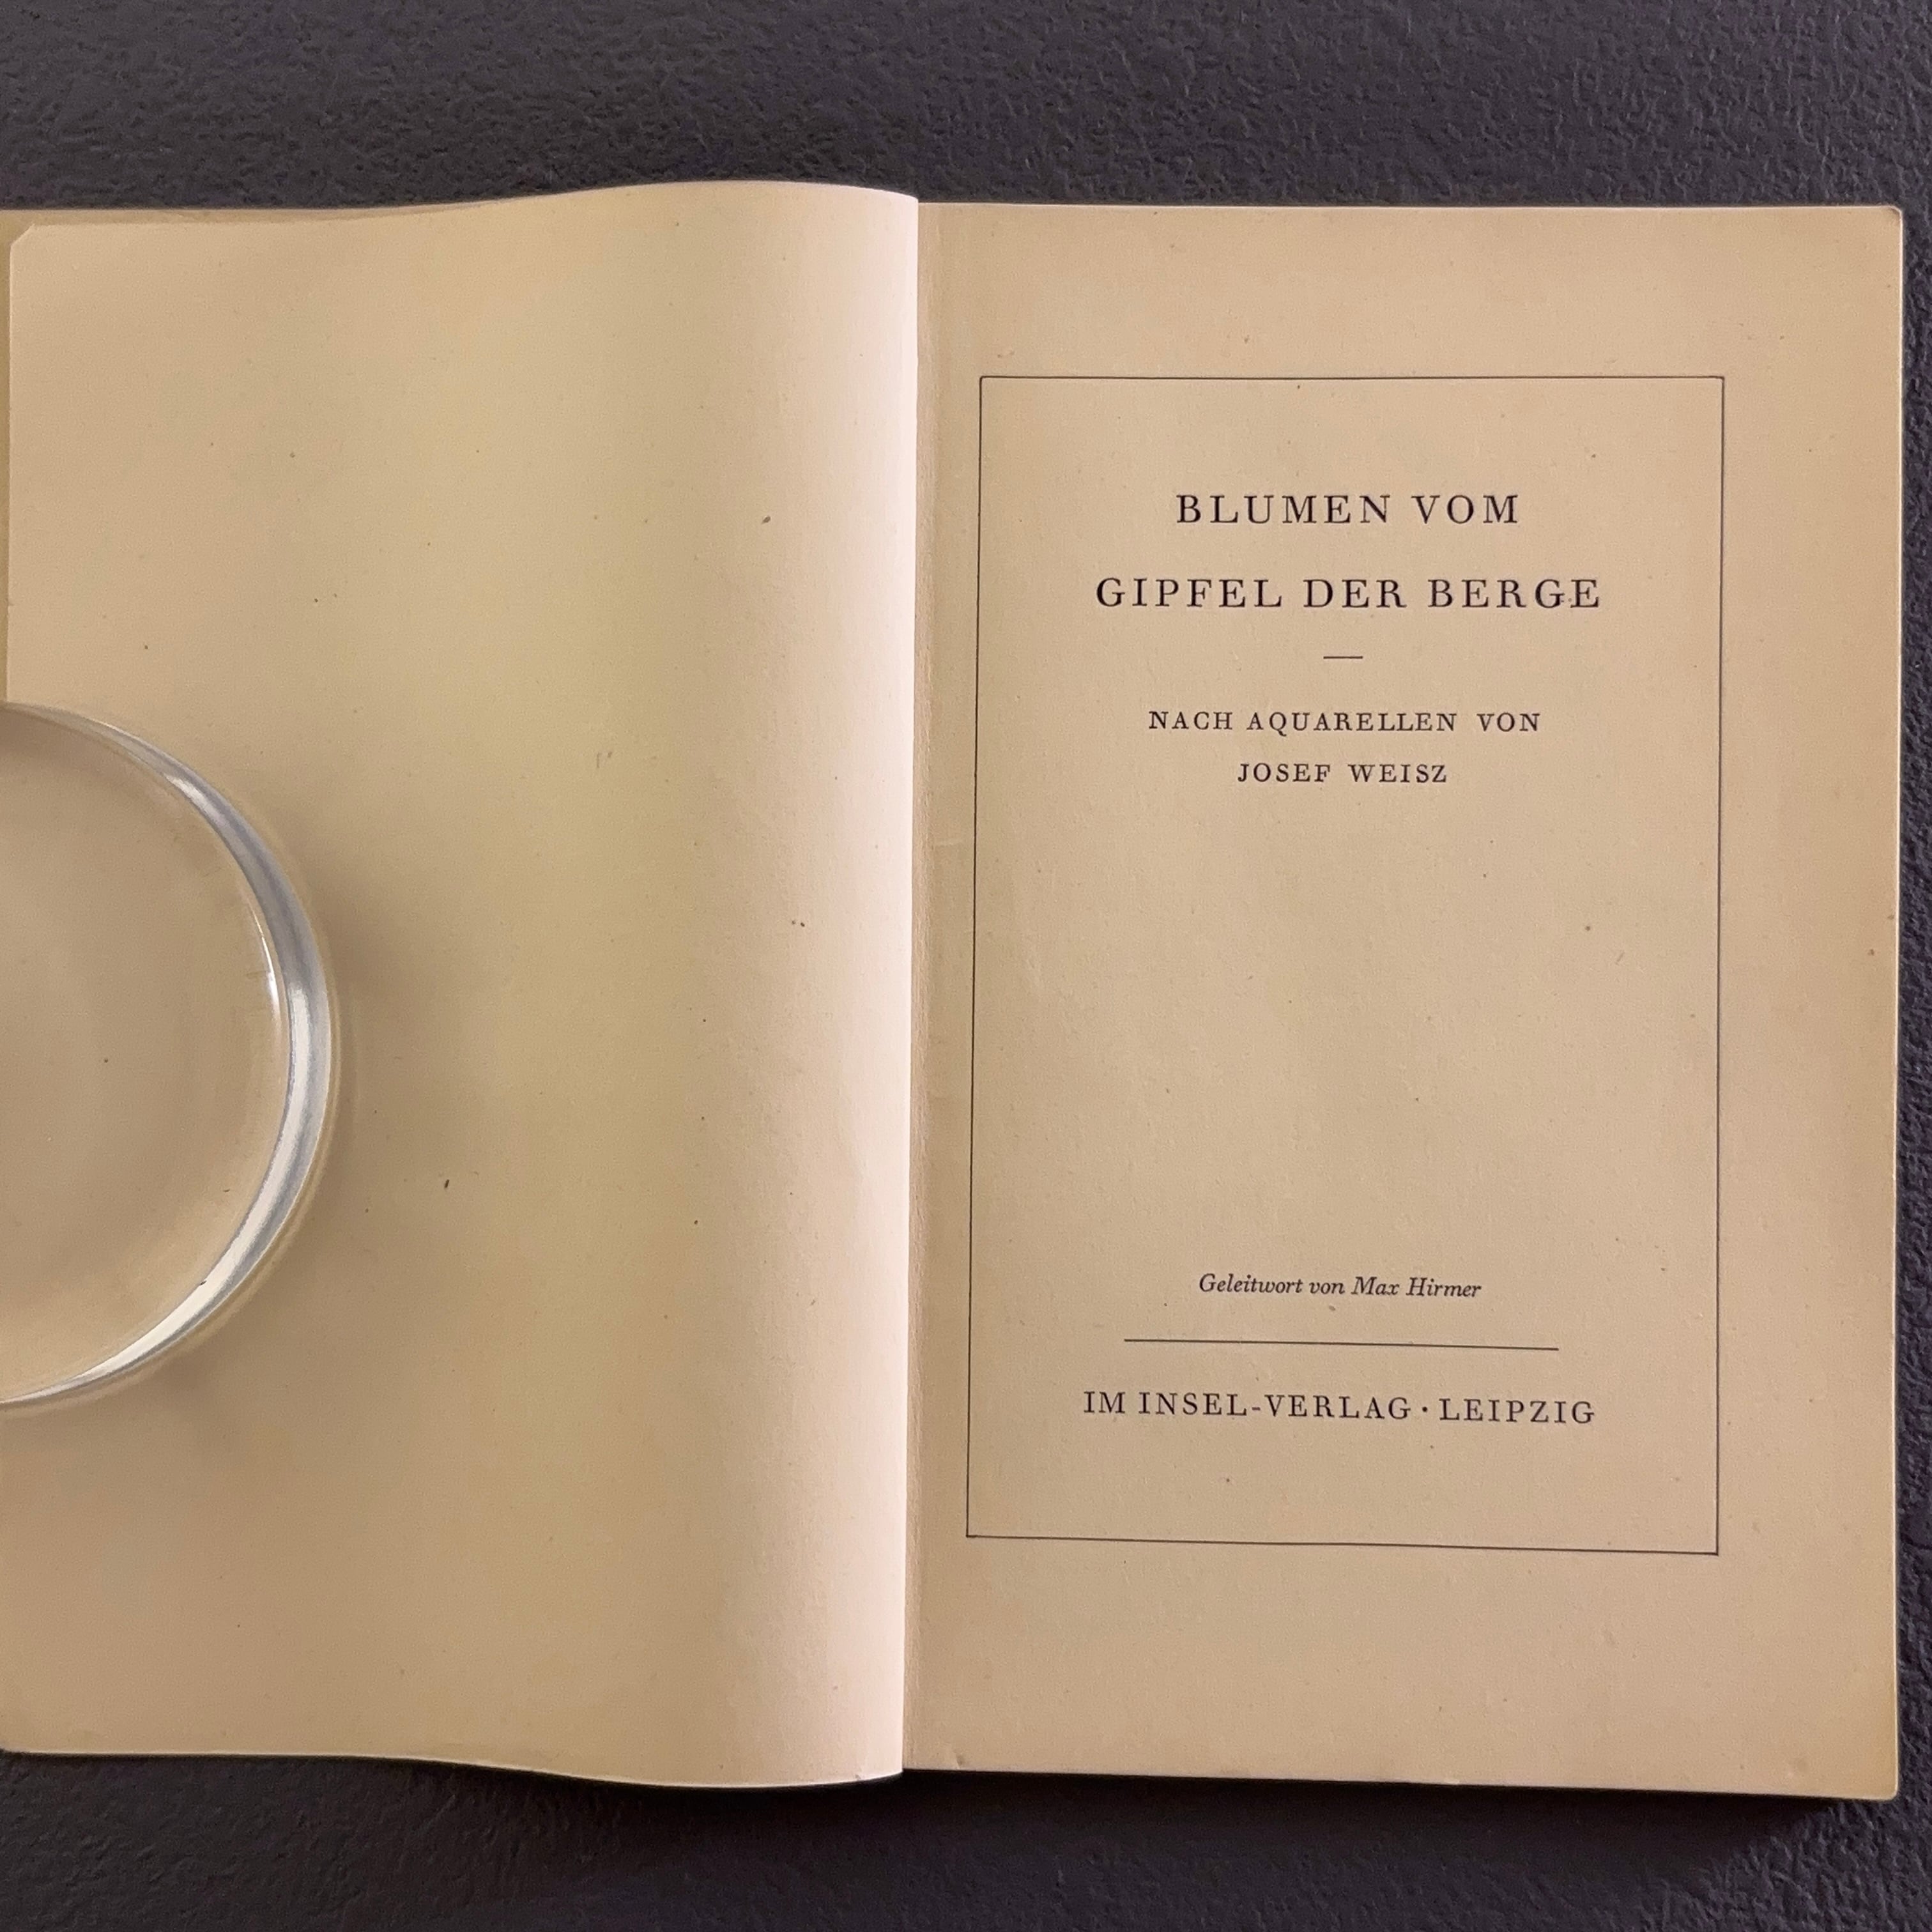 BLUMEN VOM
GIPFEL DER BERGE
NACH AQUARELLEN VON
JOSEF WEISZ
Geleitwort von Max Hirmer
IM INSEL-VERLAG · LEIPZIG